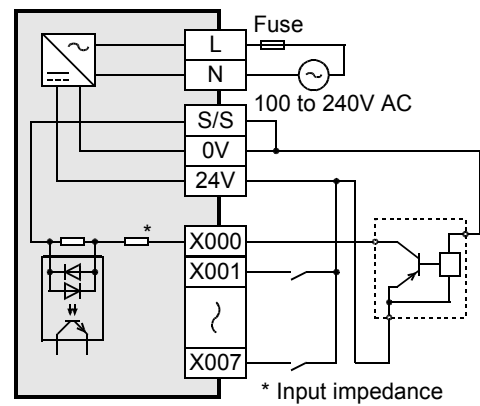 L
Fuse
N
100 to 240V AC
S/S
0V
24V
*
X000
X001
X007
* Input impedance